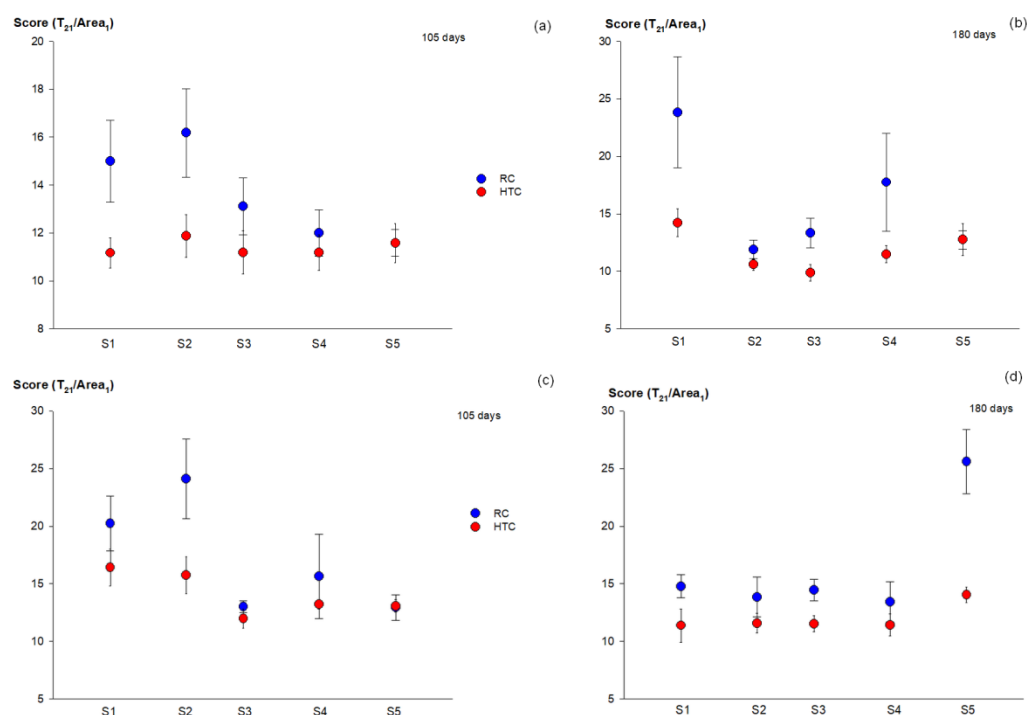 Score (T21/Area1)
(a)
105 days
20
18
16
14
12
10
8
S1 S2 S3 S4 S5
RC
HTC
Score (T21/Area1)
(b)
180 days
30
25
20
15
10
5
S1 S2 S3 S4 S5
Score (T21/Area1)
(c)
105 days
30
25
20
15
10
5
S1 S2 S3 S4 S5
RC
HTC
Score (T21/Area1)
(d)
180 days
30
25
20
15
10
5
S1 S2 S3 S4 S5